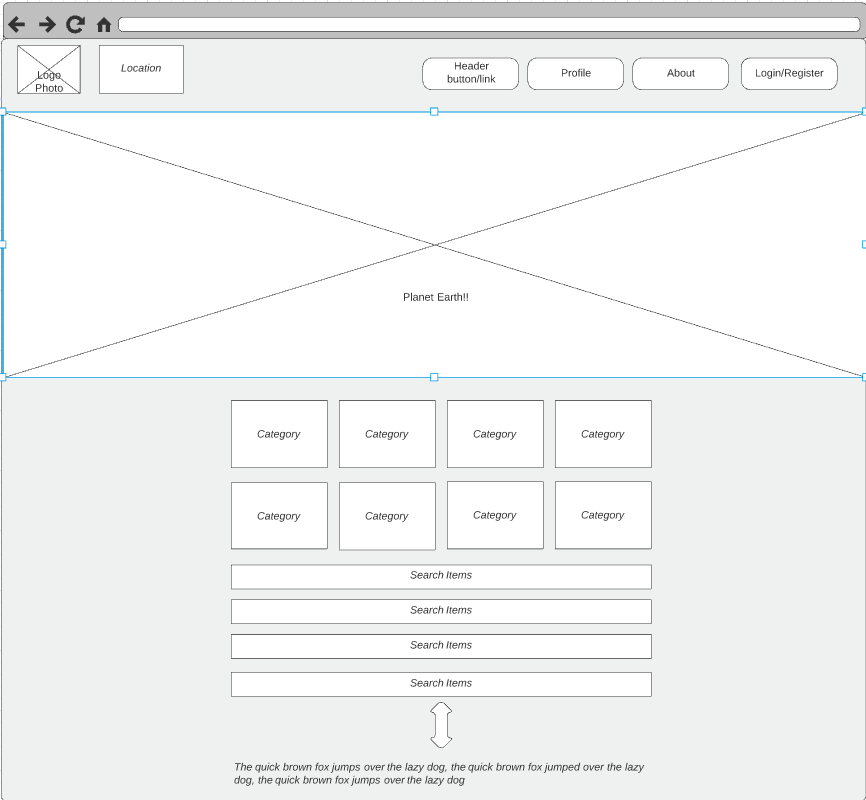 Logo
Photo
Location
Header
button/link
Profile
About
Login/Register
Planet Earth!!
Category
Category
Category
Category
Category
Category
Category
Category
Search Items
Search Items
Search Items
Search Items
The quick brown fox jumps over the lazy dog, the quick brown fox jumped over the lazy
dog, the quick brown fox jumps over the lazy dog